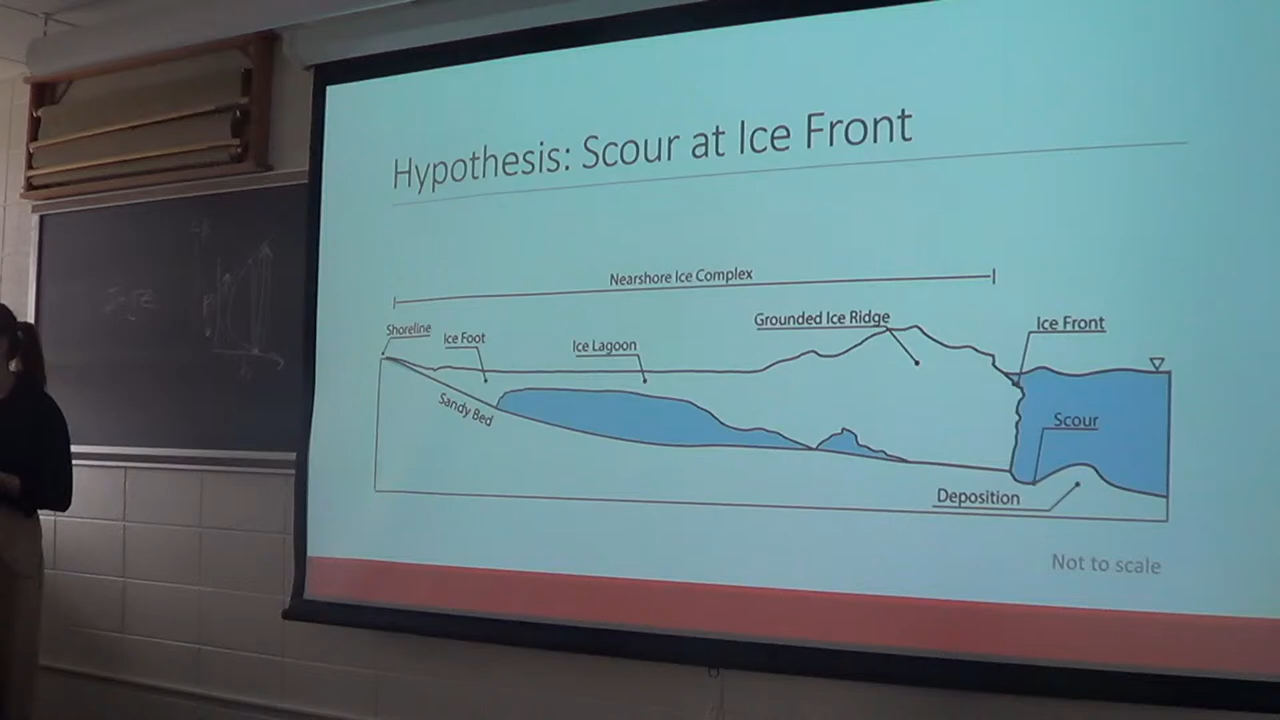 Hypothesis: Scour at Ice Front
Nearshore Ice Complex
Shoreline
Ice Foot
Ice Lagoon
Grounded Ice Ridge
Ice Front
Sandy Bed
Scour
Deposition
Not to scale